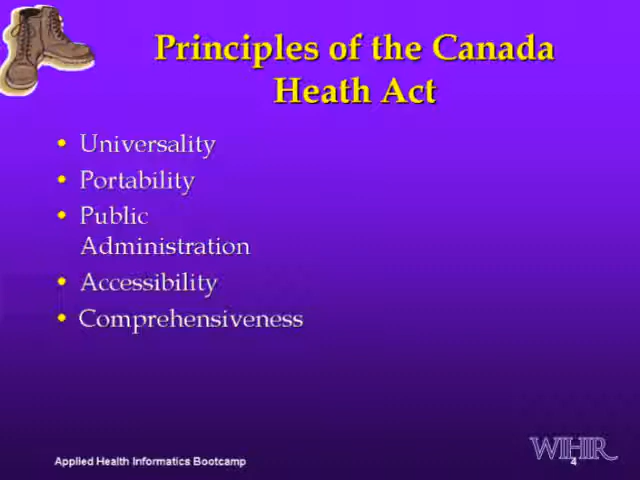 Principles of the Canada
Heath Act
• Universality
• Portability
• Public
Administration
• Accessibility
• Comprehensiveness
WIHIR
Applied Health Informatics Bootcamp
4